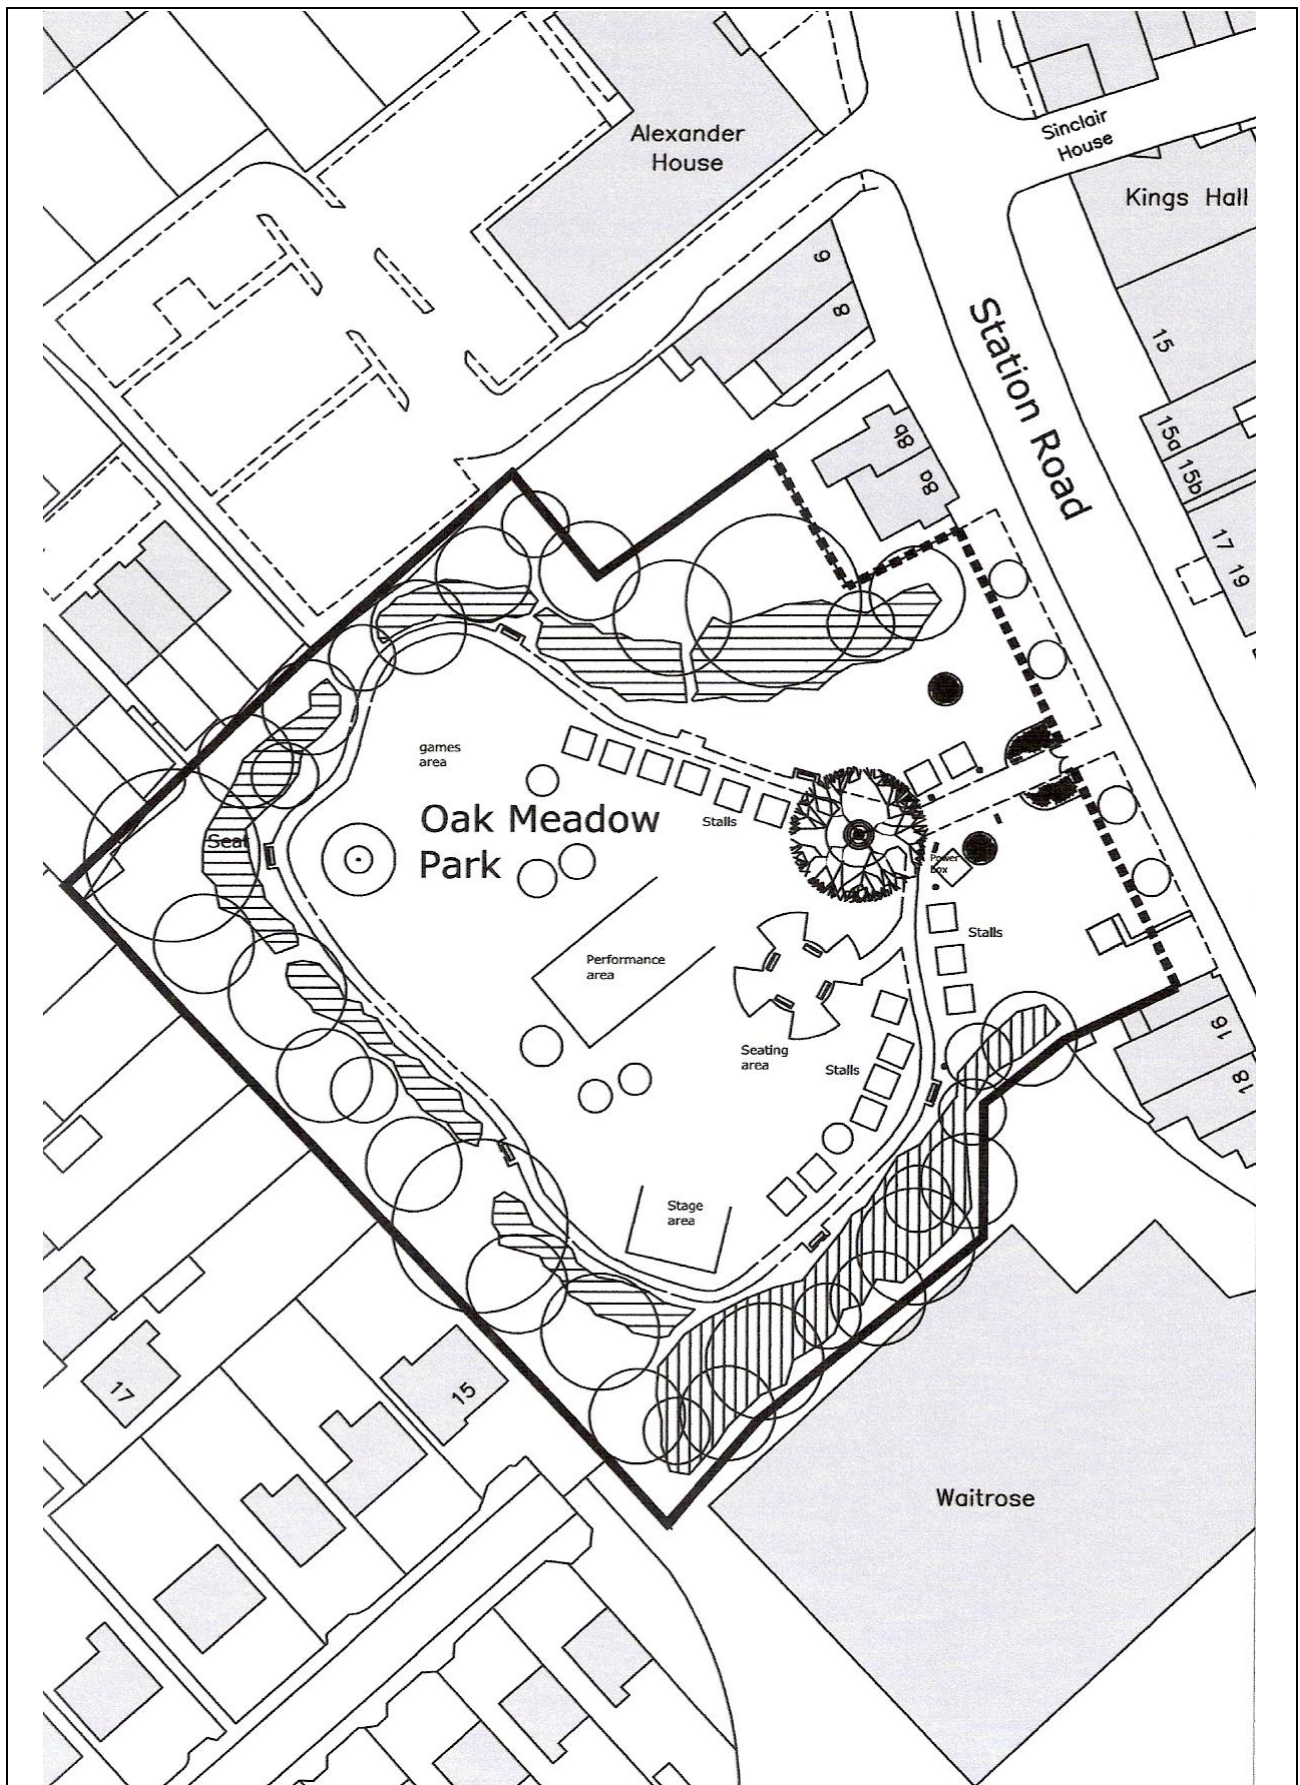 Alexander
House
Sinclair
House
Kings Hall
9
8
Station Road
15
8b
8a
15a
15b
17
19
games
area
Oak Meadow
Park
Stalls
Seat
Power
box
Stalls
Performance
area
Seating
area
Stalls
16
18
Stage
area
17
15
Waitrose